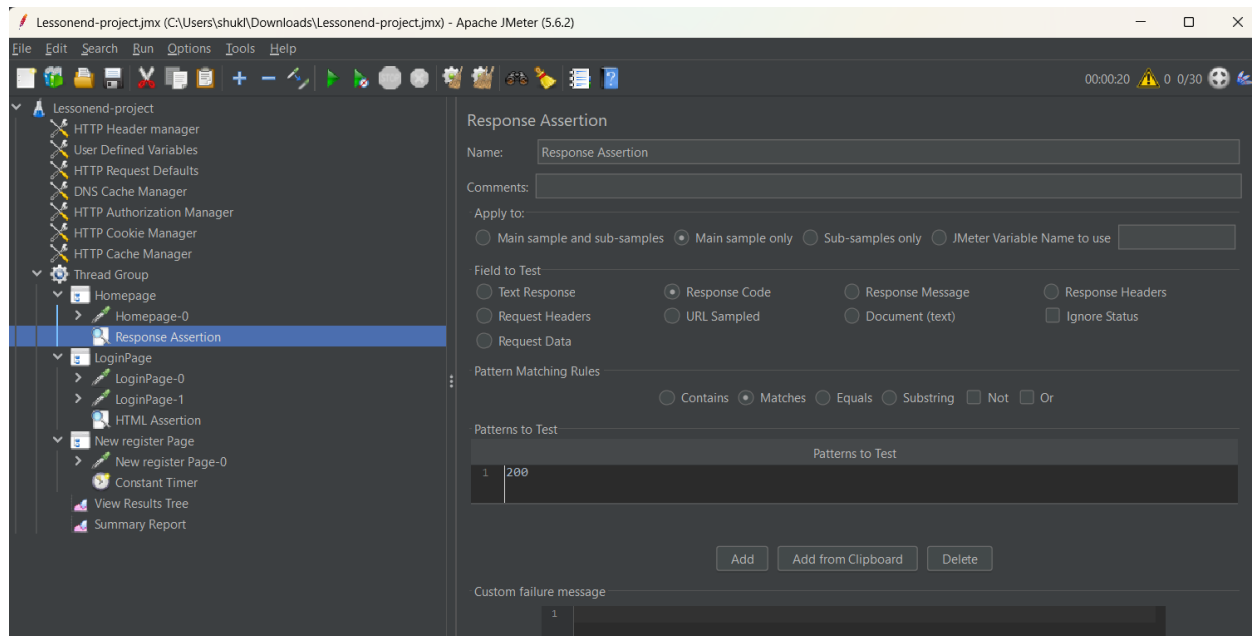 Lessonend-project.jmx (C:\Users\shukl\Downloads\Lessonend-project.jmx) - Apache JMeter (5.6.2)
File Edit Search Run Options Tools Help
00:00:20 0 0/30
Lessonend-project
HTTP Header manager
User Defined Variables
HTTP Request Defaults
DNS Cache Manager
HTTP Authorization Manager
HTTP Cookie Manager
HTTP Cache Manager
Thread Group
Homepage
Homepage-0
Response Assertion
LoginPage
LoginPage-0
LoginPage-1
HTML Assertion
New register Page
New register Page-0
Constant Timer
View Results Tree
Summary Report
Response Assertion
Name: Response Assertion
Comments:
Apply to:
Main sample and sub-samples Main sample only Sub-samples only JMeter Variable Name to use
Field to Test
Text Response Response Code Response Message Response Headers
Request Headers URL Sampled Document (text) Ignore Status
Request Data
Pattern Matching Rules
Contains Matches Equals Substring Not Or
Patterns to Test
Patterns to Test
1 200
Add Add from Clipboard Delete
Custom failure message
1